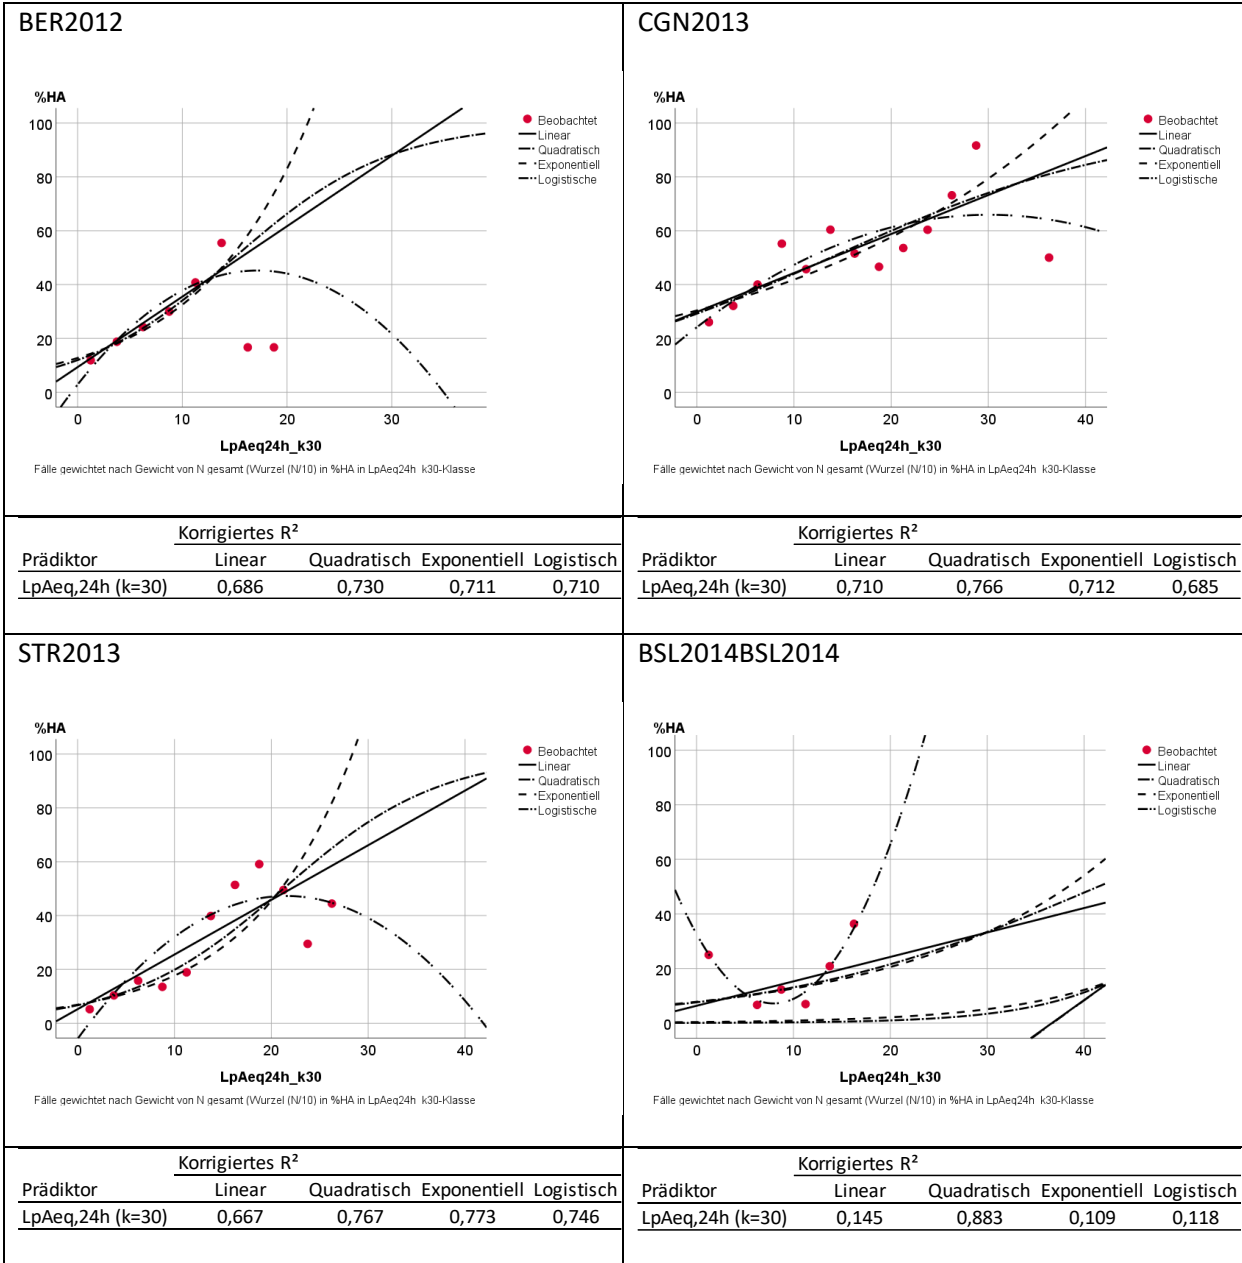 BER2012
%HA
100
80
60
40
20
0
0 10 20 30
LpAeq24h_k30
Beobachtet
Linear
Quadratisch
Exponentiell
Logistische
Fälle gewichtet nach Gewicht von N gesamt (Wurzel (N/10) in %HA in LpAeq24h_k30-Klasse
Korrigiertes R²
Prädiktor Linear Quadratisch Exponentiell Logistisch
LpAeq,24h (k=30) 0,686 0,730 0,711 0,710
CGN2013
%HA
100
80
60
40
20
0
0 10 20 30 40
LpAeq24h_k30
Beobachtet
Linear
Quadratisch
Exponentiell
Logistische
Fälle gewichtet nach Gewicht von N gesamt (Wurzel (N/10) in %HA in LpAeq24h_k30-Klasse
Korrigiertes R²
Prädiktor Linear Quadratisch Exponentiell Logistisch
LpAeq,24h (k=30) 0,710 0,766 0,712 0,685
STR2013
%HA
100
80
60
40
20
0
0 10 20 30 40
LpAeq24h_k30
Beobachtet
Linear
Quadratisch
Exponentiell
Logistische
Fälle gewichtet nach Gewicht von N gesamt (Wurzel (N/10) in %HA in LpAeq24h_k30-Klasse
Korrigiertes R²
Prädiktor Linear Quadratisch Exponentiell Logistisch
LpAeq,24h (k=30) 0,667 0,767 0,773 0,746
BSL2014BSL2014
%HA
100
80
60
40
20
0
0 10 20 30 40
LpAeq24h_k30
Beobachtet
Linear
Quadratisch
Exponentiell
Logistische
Fälle gewichtet nach Gewicht von N gesamt (Wurzel (N/10) in %HA in LpAeq24h_k30-Klasse
Korrigiertes R²
Prädiktor Linear Quadratisch Exponentiell Logistisch
LpAeq,24h (k=30) 0,145 0,883 0,109 0,118